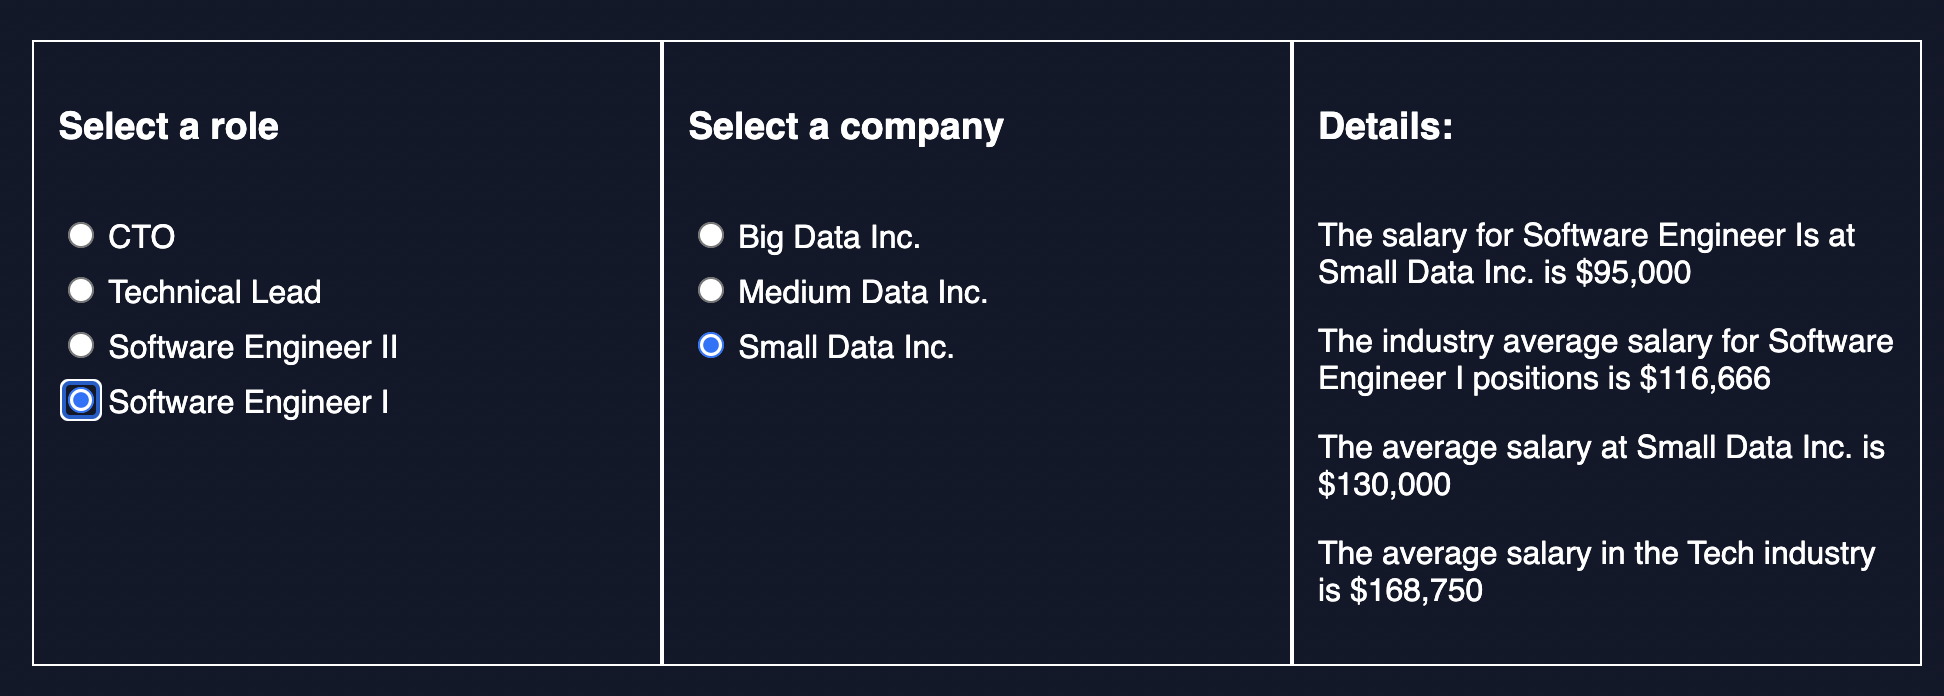 Select a role
CTO
Technical Lead
Software Engineer II
Software Engineer I
Select a company
Big Data Inc.
Medium Data Inc.
Small Data Inc.
Details:
The salary for Software Engineer Is at
Small Data Inc. is $95,000
The industry average salary for Software
Engineer I positions is $116,666
The average salary at Small Data Inc. is
$130,000
The average salary in the Tech industry
is $168,750